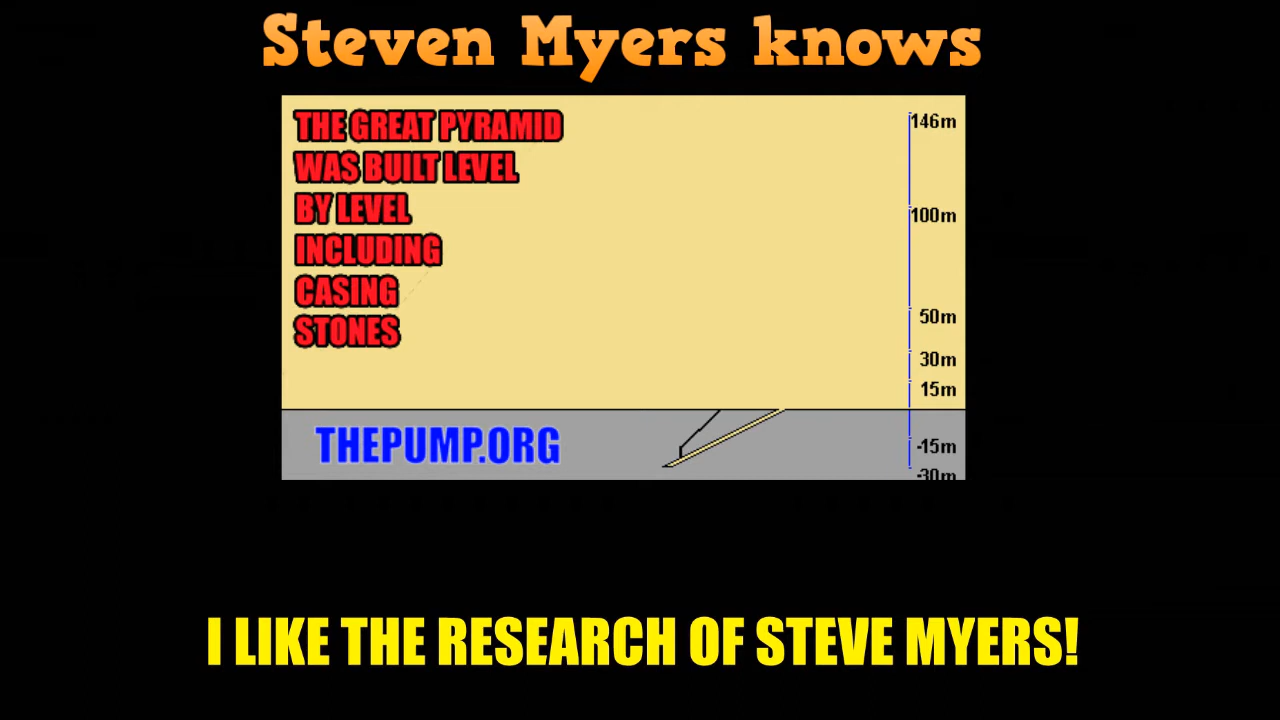 Steven Myers knows
THE GREAT PYRAMID
WAS BUILT LEVEL
BY LEVEL
INCLUDING
CASING
STONES
146m
100m
50m
30m
15m
-15m
-30m
THEPUMP.ORG
I LIKE THE RESEARCH OF STEVE MYERS!